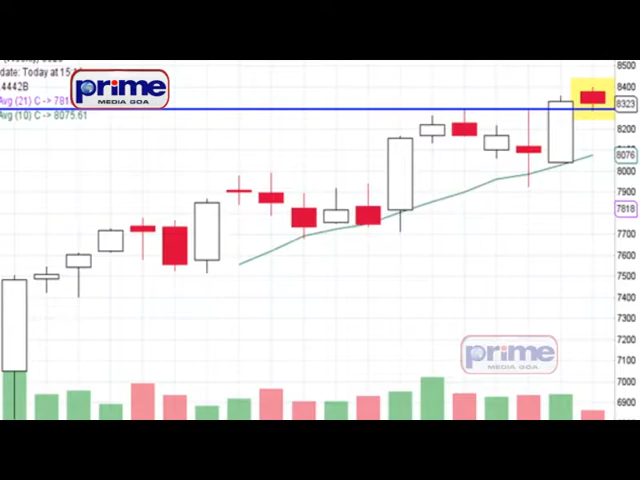 date: Today at 15:1
prime
MEDIA GOA
.4442B
Avg (21) C -> 781
Avg (10) C -> 8075.61
8500
8400
8323
8200
8076
8000
7900
7818
7700
7600
7500
7400
7300
7200
prime
MEDIA GOA
7100
7000
6900